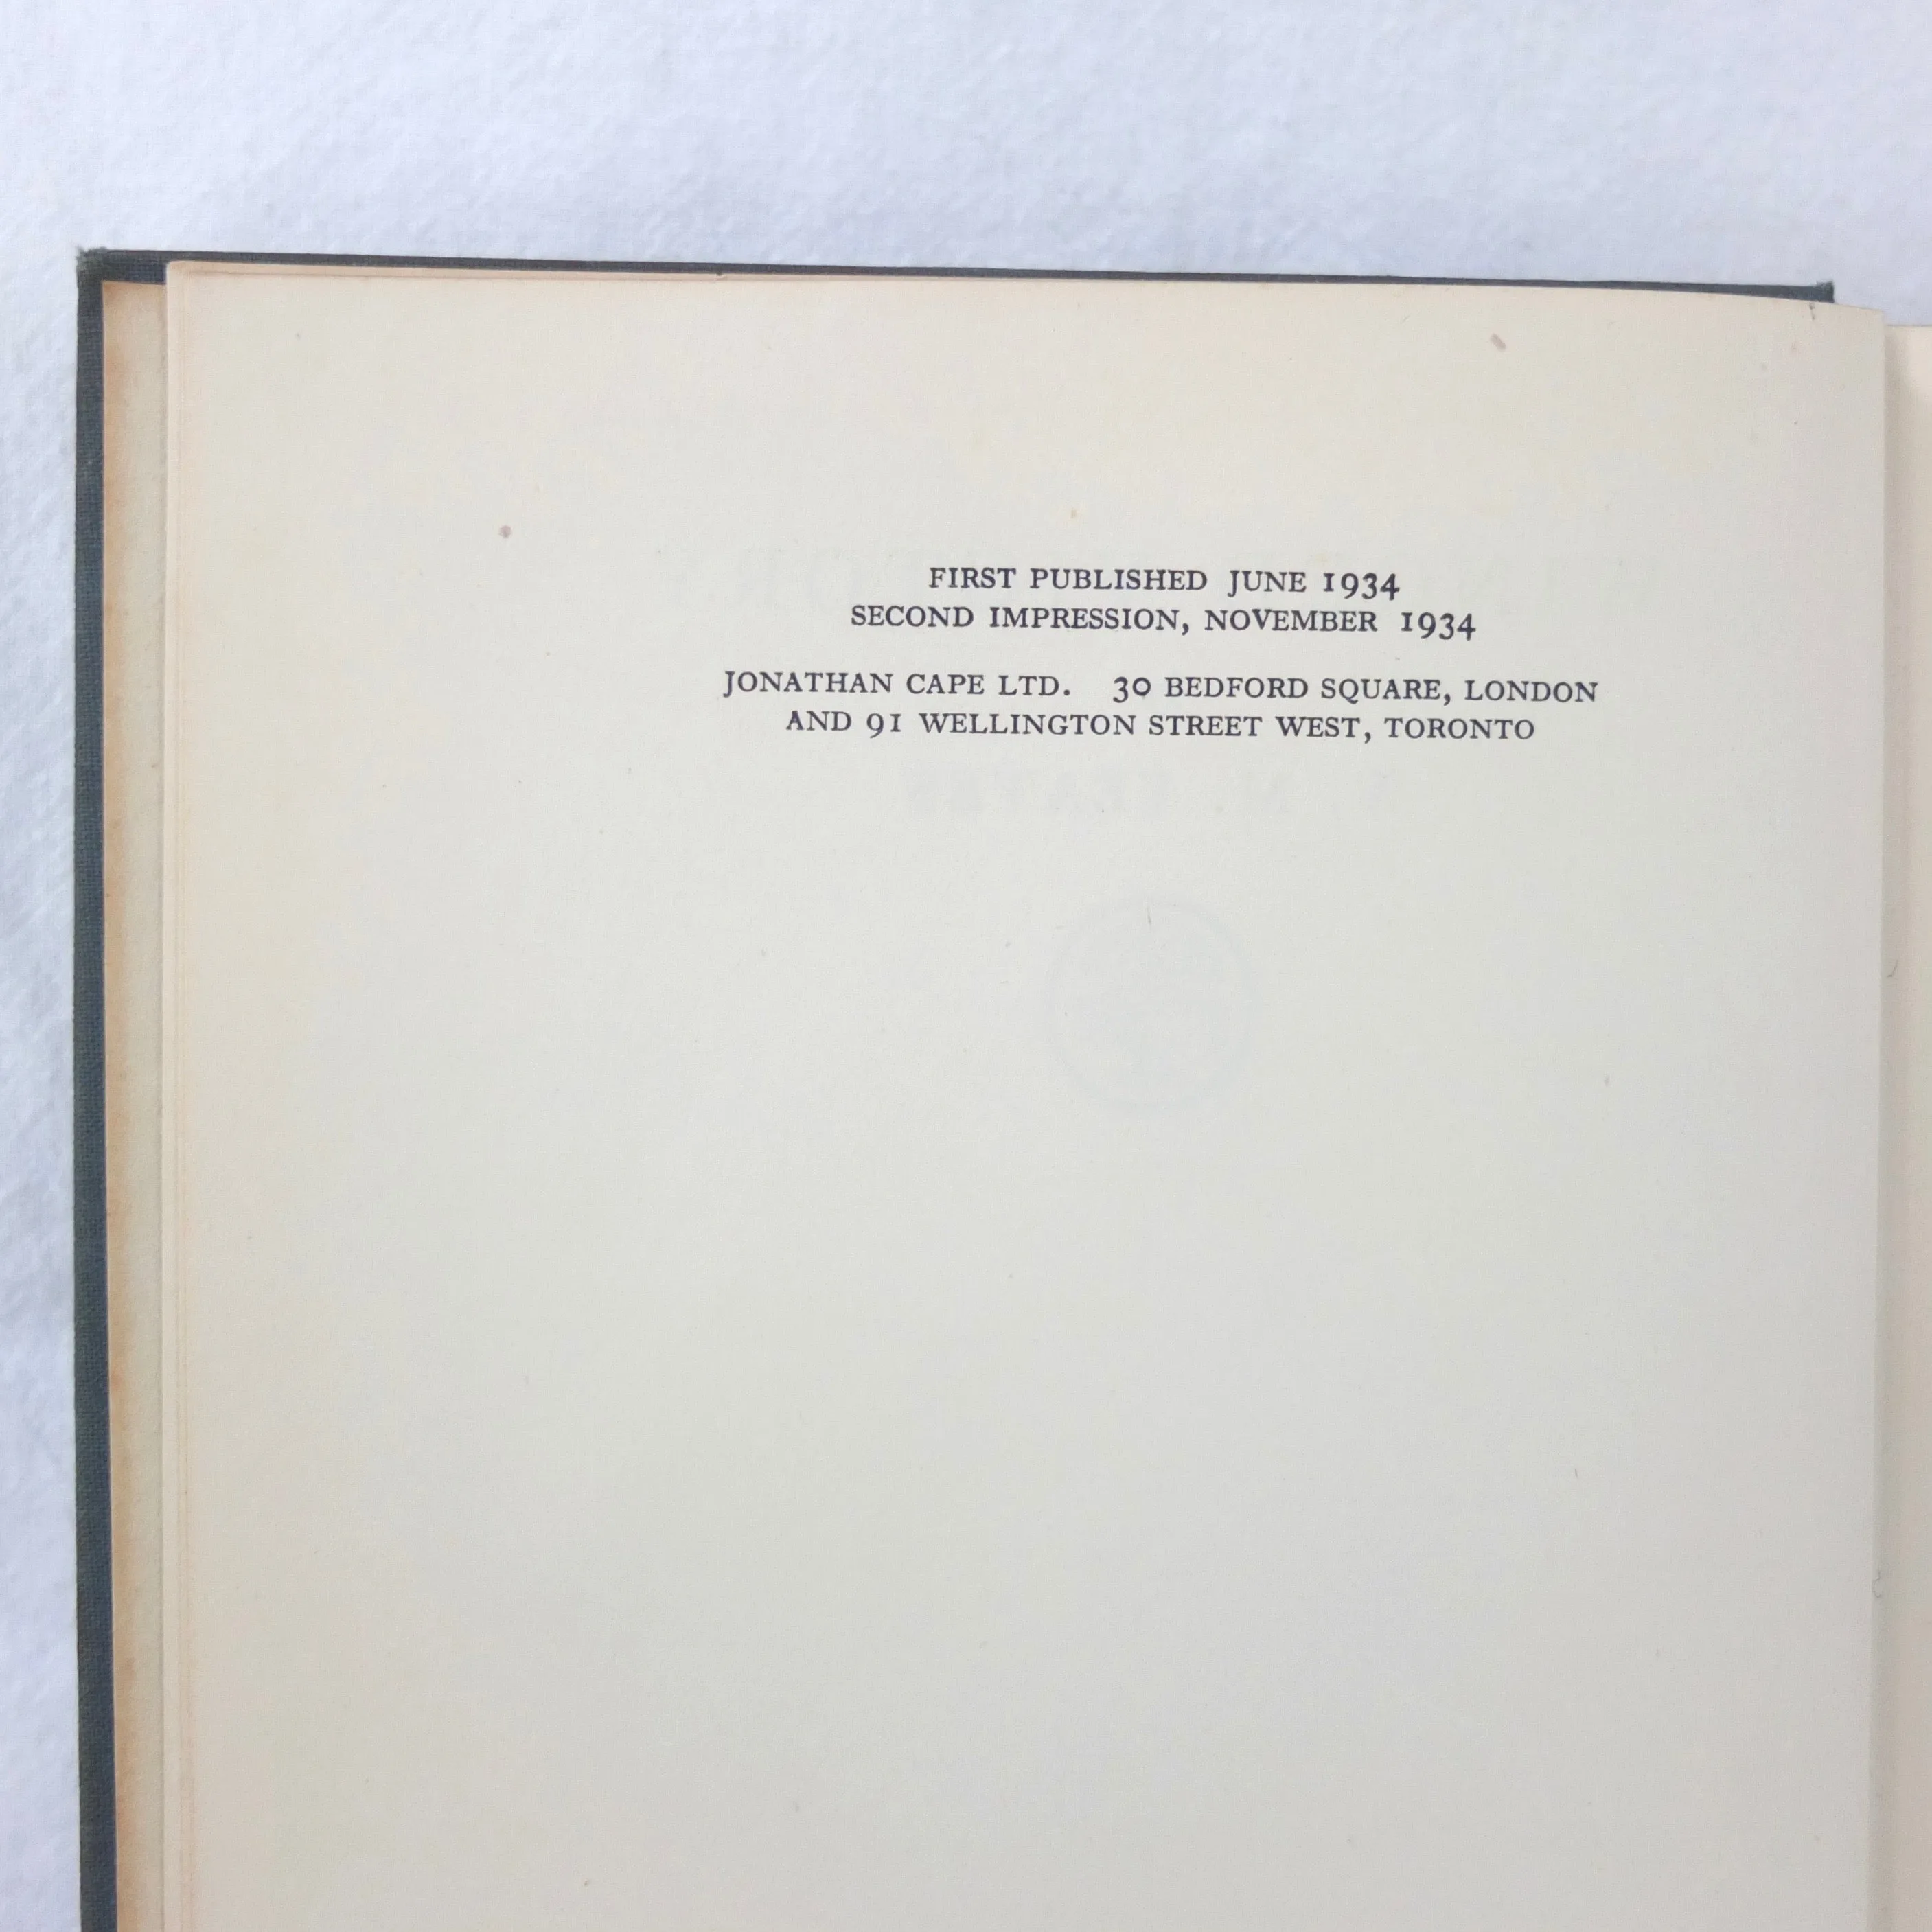 FIRST PUBLISHED JUNE 1934
SECOND IMPRESSION, NOVEMBER 1934
JONATHAN CAPE LTD. 30 BEDFORD SQUARE, LONDON
AND 91 WELLINGTON STREET WEST, TORONTO